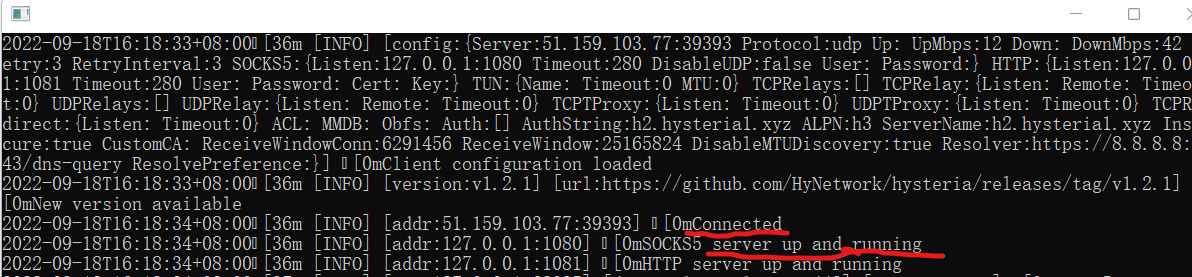 2022-09-18T16:18:33+08:00[36m [INFO] [config:{Server:51.159.103.77:39393 Protocol:udp Up: UpMbps:12 Down: DownMbps:42
etry:3 RetryInterval:3 SOCKS5:{Listen:127.0.0.1:1080 Timeout:280 DisableUDP:false User: Password:} HTTP:{Listen:127.0.0
1:1081 Timeout:280 User: Password: Cert: Key:} TUN:{Name: Timeout:0 MTU:0} TCPRelays:[] TCPRelay:{Listen: Remote: Timeo
t:0} UDPRelays:[] UDPRelay:{Listen: Remote: Timeout:0} TCPTProxy:{Listen: Timeout:0} UDPTProxy:{Listen: Timeout:0} TCPR
direct:{Listen: Timeout:0} ACL: MMDB: Obfs: Auth:[] AuthString:h2.hysterial.xyz ALPN:h3 ServerName:h2.hysterial.xyz Ins
cure:true CustomCA: ReceiveWindowConn:6291456 ReceiveWindow:25165824 DisableMTUDiscovery:true Resolver:https://8.8.8.8:
43/dns-query ResolvePreference:}] [0mClient configuration loaded
2022-09-18T16:18:33+08:00[36m [INFO] [version:v1.2.1] [url:https://github.com/HyNetwork/hysteria/releases/tag/v1.2.1]
[0mNew version available
2022-09-18T16:18:34+08:00[36m [INFO] [addr:51.159.103.77:39393] [0mConnected
2022-09-18T16:18:34+08:00[36m [INFO] [addr:127.0.0.1:1080] [0mSOCKS5 server up and running
2022-09-18T16:18:34+08:00[36m [INFO] [addr:127.0.0.1:1081] [0mHTTP server up and running